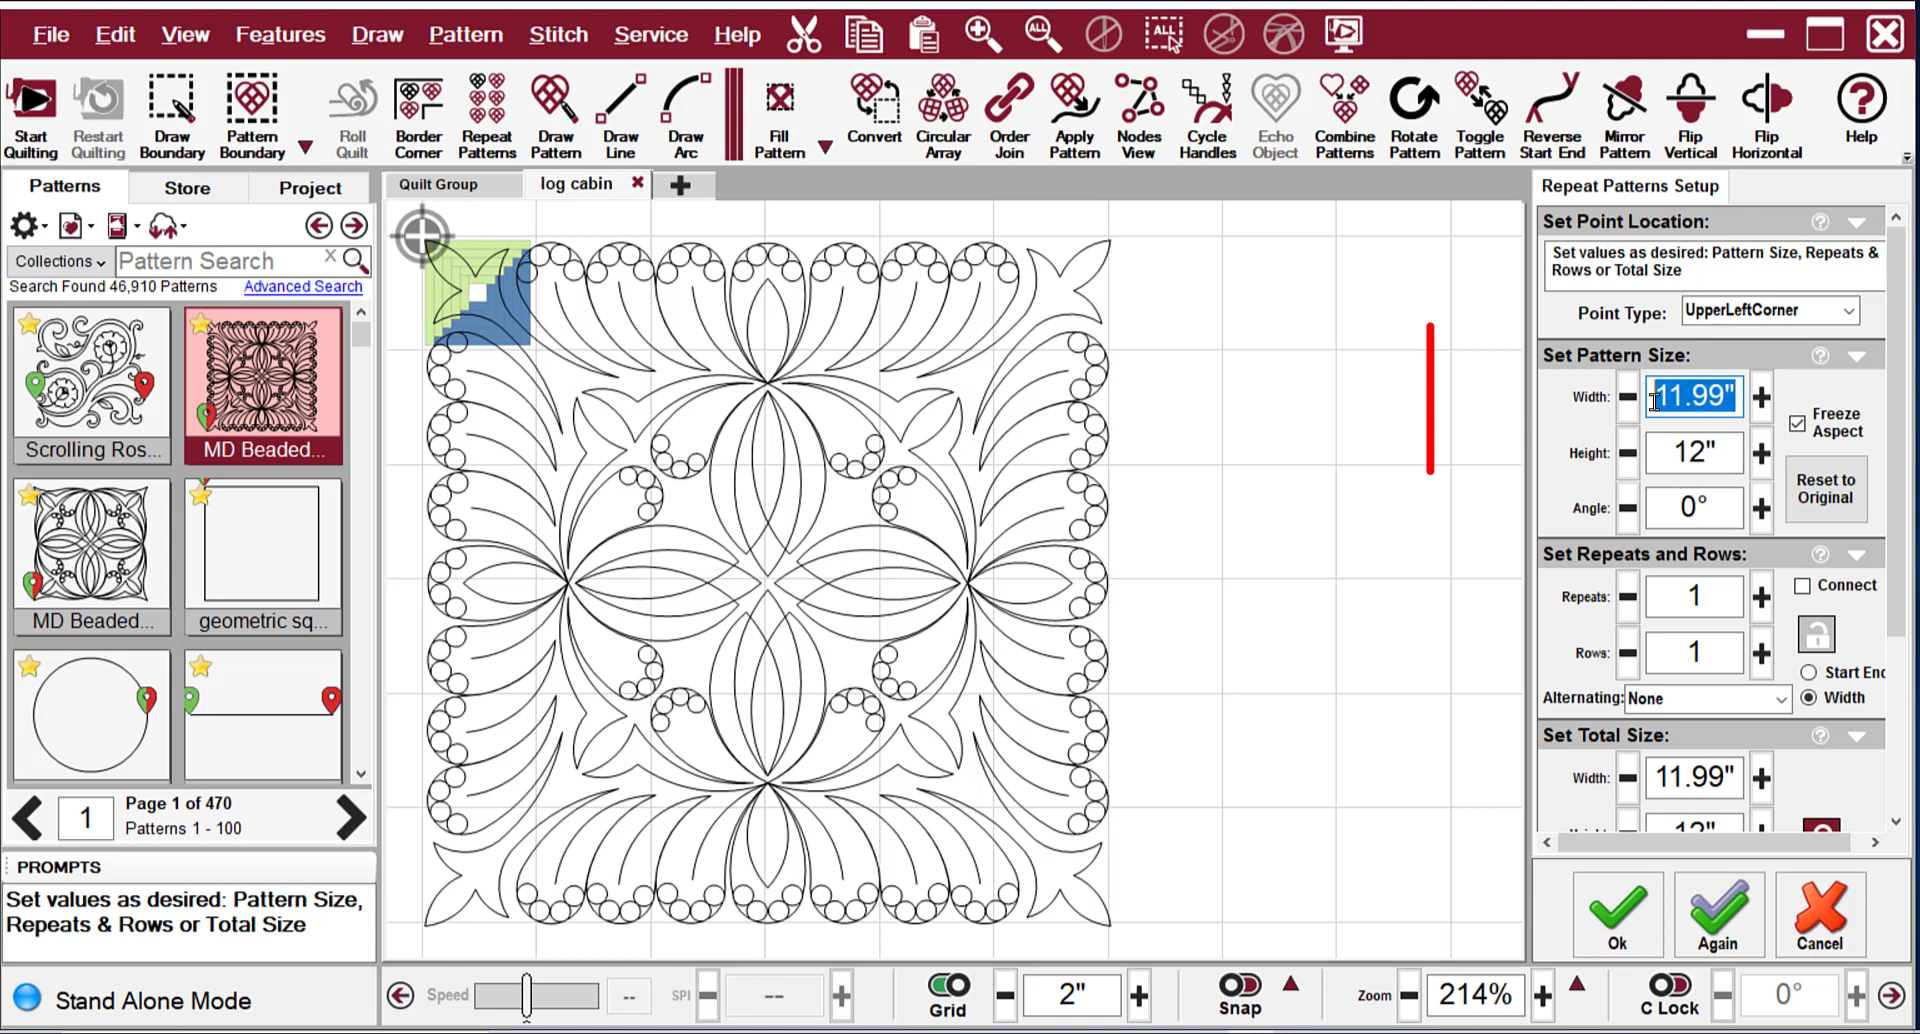 File Edit View Features Draw Pattern Stitch Service Help ALL ALL
Start Quilting
Restart Quilting
Draw Boundary
Pattern Boundary
Roll Quilt
Border Corner
Repeat Patterns
Draw Pattern
Draw Line
Draw Arc
Fill Pattern
Convert
Circular Array
Order Join
Apply Pattern
Nodes View
Cycle Handles
Echo Object
Combine Patterns
Rotate Pattern
Toggle Pattern
Reverse Start End
Mirror Pattern
Flip Vertical
Flip Horizontal
? Help
Patterns Store Project
Collections Pattern Search X
Search Found 46,910 Patterns Advanced Search
Scrolling Ros... MD Beaded...
MD Beaded... geometric sq...
1 Page 1 of 470
Patterns 1 - 100
PROMPTS
Set values as desired: Pattern Size,
Repeats & Rows or Total Size
Stand Alone Mode
Quilt Group log cabin
Repeat Patterns Setup
Set Point Location: ?
Set values as desired: Pattern Size, Repeats &
Rows or Total Size
Point Type: UpperLeftCorner
Set Pattern Size: ?
Width: 11.99"
Freeze Aspect
Height: 12"
Reset to Original
Angle: 0°
Set Repeats and Rows: ?
Connect
Repeats: 1
Rows: 1
Start End
Alternating: None Width
Set Total Size: ?
Width: 11.99"
Height: 12"
Ok Again Cancel
Speed -- SPI -- Grid 2" Snap Zoom 214% C Lock 0°